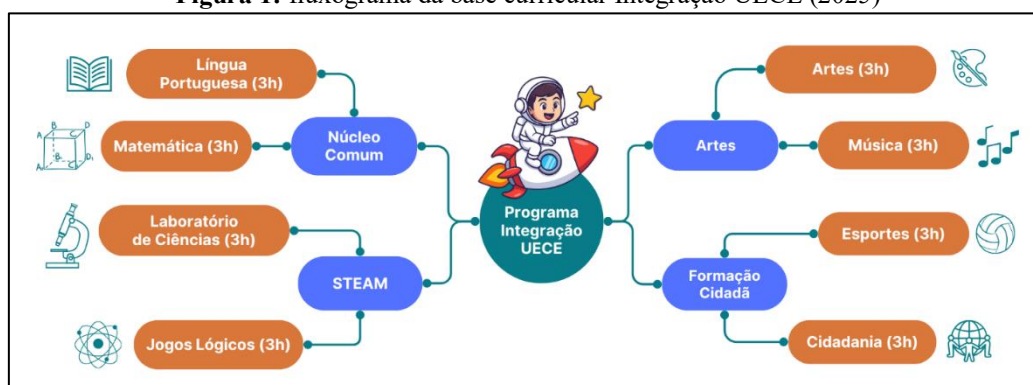 Figura 1: fluxograma da base curricular Integração UECE (2025)
Língua
Portuguesa (3h)
Matemática (3h)
Núcleo
Comum
Laboratório
de Ciências (3h)
STEAM
Jogos Lógicos (3h)
Programa
Integração
UECE
Artes (3h)
Artes
Música (3h)
Esportes (3h)
Formação
Cidadã
Cidadania (3h)
A
B
C
D
A
B
D